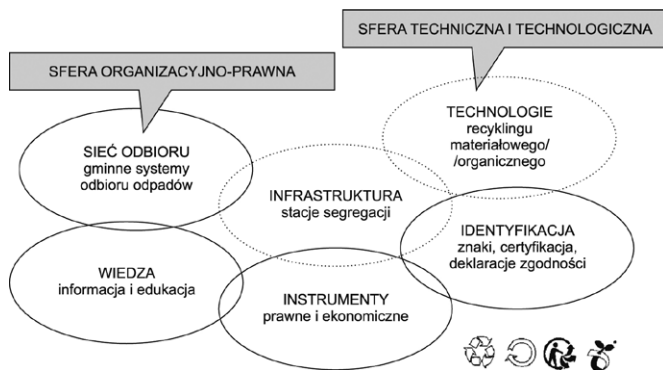 SFERA TECHNICZNA I TECHNOLOGICZNA
SFERA ORGANIZACYJNO-PRAWNA
TECHNOLOGIE
recyklingu
materiałowego/
/organicznego
SIEĆ ODBIORU
gminne systemy
odbioru odpadów
INFRASTRUKTURA
stacje segregacji
IDENTYFIKACJA
znaki, certyfikacja,
deklaracje zgodności
WIEDZA
informacja i edukacja
INSTRUMENTY
prawne i ekonomiczne